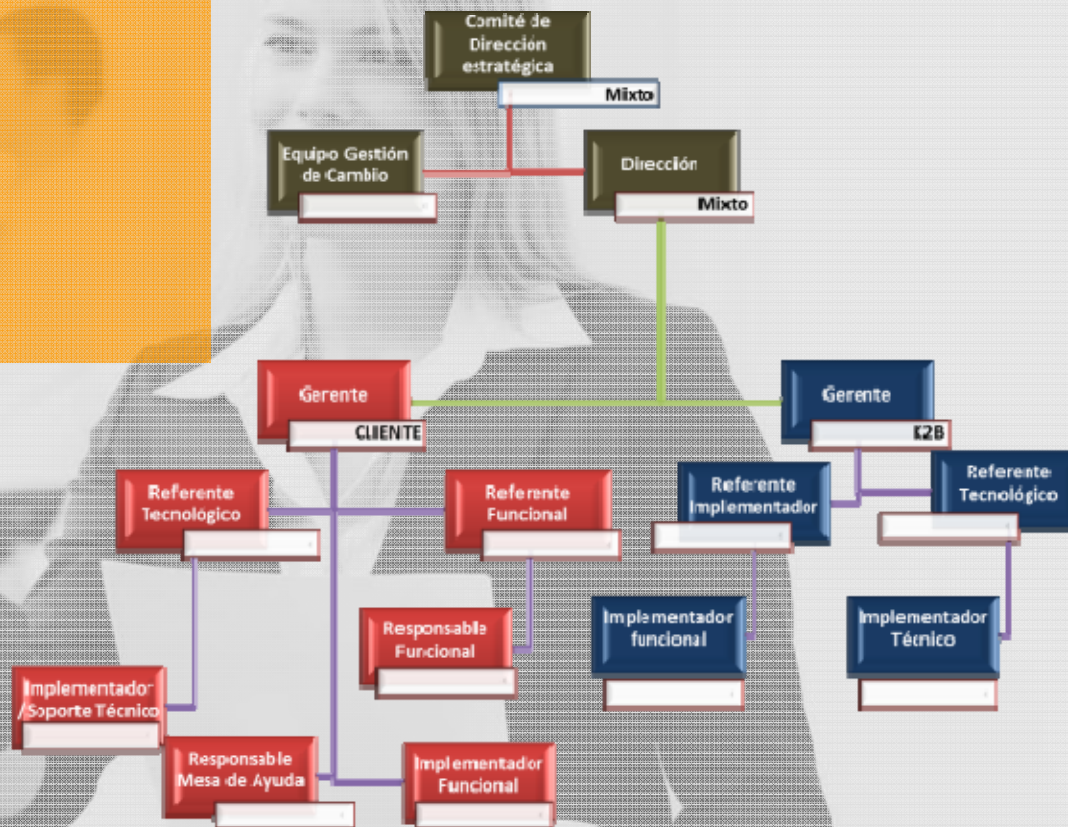 Comité de
Dirección
estratégica
Mixto
Equipo Gestión
de Cambio
Dirección
Mixto
Gerente
CLIENTE
Gerente
K2B
Referente
Tecnológico
Referente
Funcional
Referente
Implementador
Referente
Tecnológico
Responsable
Funcional
Implementador
funcional
Implementador
Técnico
Implementador
/Soporte Técnico
Responsable
Mesa de Ayuda
Implementador
Funcional